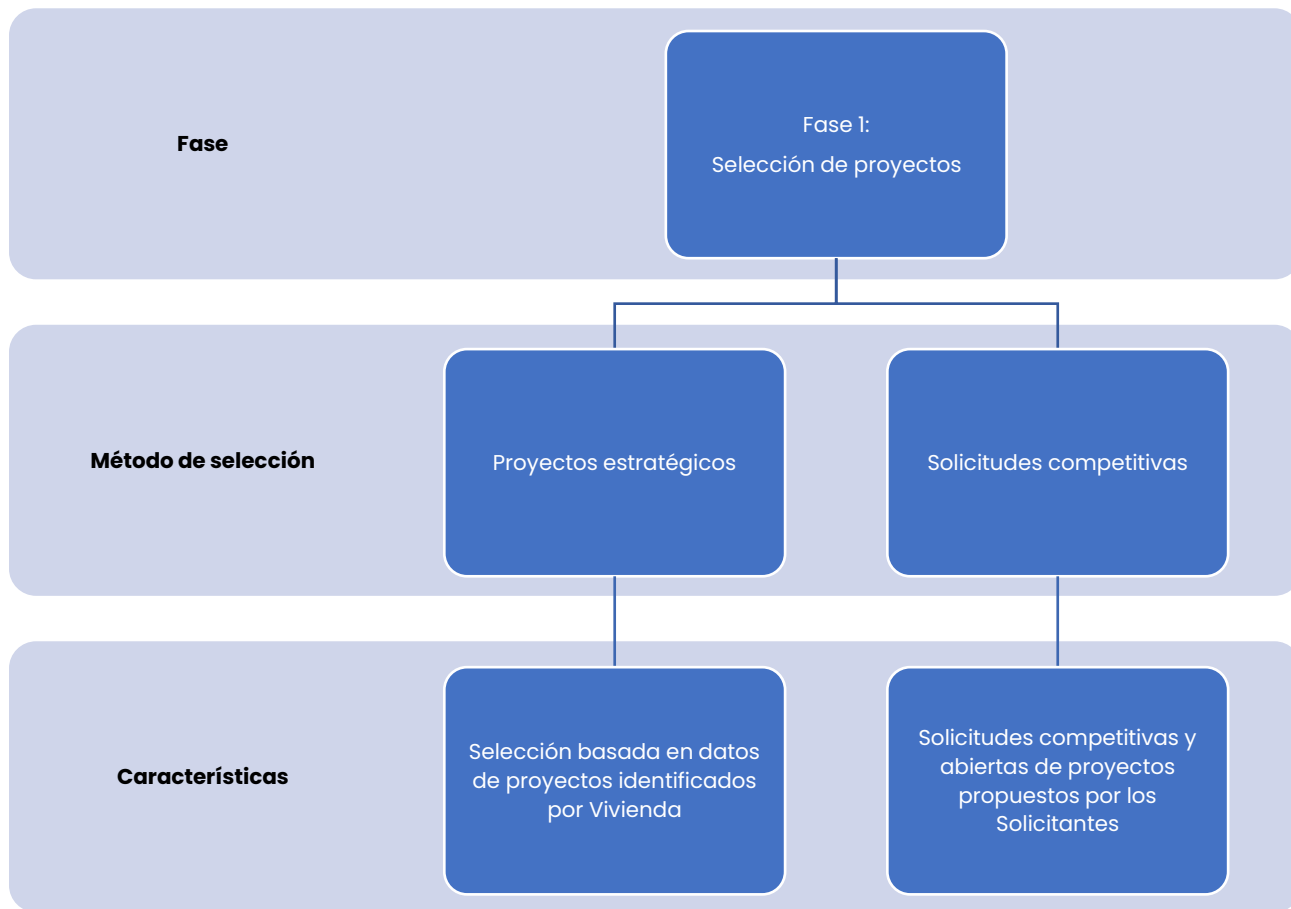 Fase
Fase 1:
Selección de proyectos
Método de selección
Proyectos estratégicos
Solicitudes competitivas
Características
Selección basada en datos
de proyectos identificados
por Vivienda
Solicitudes competitivas y
abiertas de proyectos
propuestos por los
Solicitantes